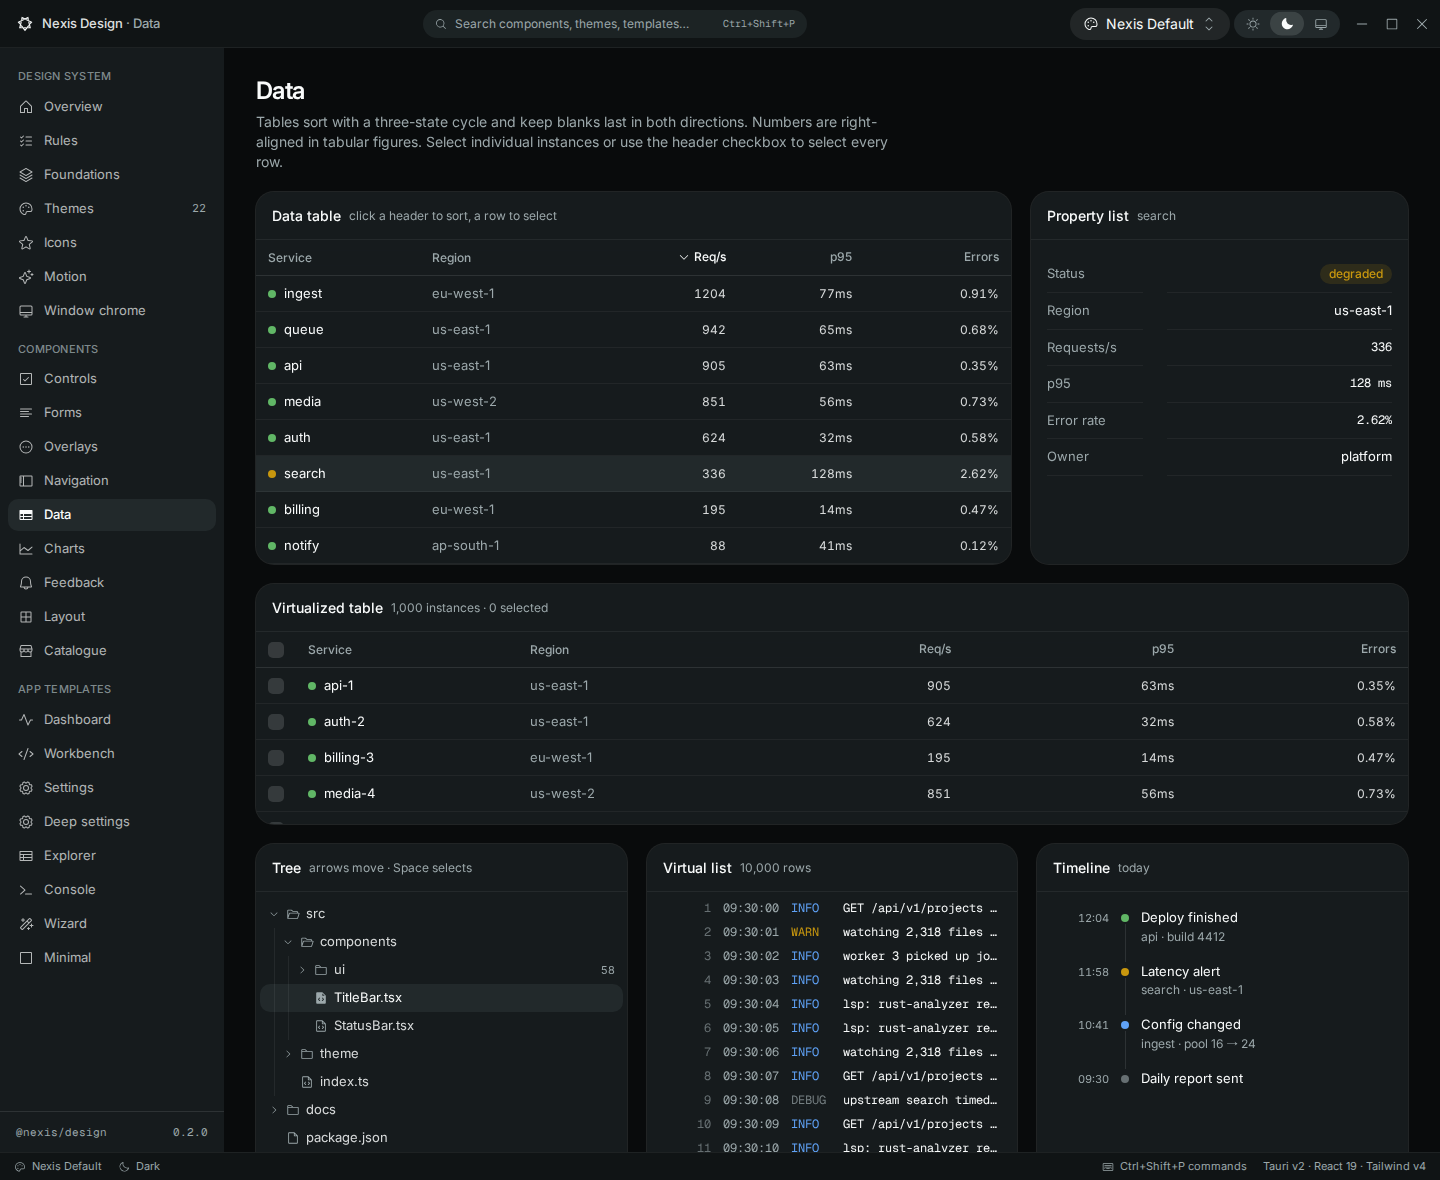 Nexis Design · Data
Search components, themes, templates... Ctrl+Shift+P
Nexis Default
DESIGN SYSTEM
Overview
Rules
Foundations
Themes 22
Icons
Motion
Window chrome
COMPONENTS
Controls
Forms
Overlays
Navigation
Data
Charts
Feedback
Layout
Catalogue
APP TEMPLATES
Dashboard
Workbench
Settings
Deep settings
Explorer
Console
Wizard
Minimal
@nexis/design 0.2.0
Data
Tables sort with a three-state cycle and keep blanks last in both directions. Numbers are right-
aligned in tabular figures. Select individual instances or use the header checkbox to select every
row.
Data table click a header to sort, a row to select
Service Region Req/s p95 Errors
ingest eu-west-1 1204 77ms 0.91%
queue us-east-1 942 65ms 0.68%
api us-east-1 905 63ms 0.35%
media us-west-2 851 56ms 0.73%
auth us-east-1 624 32ms 0.58%
search us-east-1 336 128ms 2.62%
billing eu-west-1 195 14ms 0.47%
notify ap-south-1 88 41ms 0.12%
Property list search
Status degraded
Region us-east-1
Requests/s 336
p95 128 ms
Error rate 2.62%
Owner platform
Virtualized table 1,000 instances · 0 selected
Service Region Req/s p95 Errors
api-1 us-east-1 905 63ms 0.35%
auth-2 us-east-1 624 32ms 0.58%
billing-3 eu-west-1 195 14ms 0.47%
media-4 us-west-2 851 56ms 0.73%
Tree arrows move · Space selects
src
components
ui 58
TitleBar.tsx
StatusBar.tsx
theme
index.ts
docs
package.json
Virtual list 10,000 rows
1 09:30:00 INFO GET /api/v1/projects …
2 09:30:01 WARN watching 2,318 files …
3 09:30:02 INFO worker 3 picked up jo…
4 09:30:03 INFO watching 2,318 files …
5 09:30:04 INFO lsp: rust-analyzer re…
6 09:30:05 INFO lsp: rust-analyzer re…
7 09:30:06 INFO watching 2,318 files …
8 09:30:07 INFO GET /api/v1/projects …
9 09:30:08 DEBUG upstream search timed…
10 09:30:09 INFO GET /api/v1/projects …
11 09:30:10 INFO lsp: rust-analyzer re…
Timeline today
12:04 Deploy finished
api · build 4412
11:58 Latency alert
search · us-east-1
10:41 Config changed
ingest · pool 16 → 24
09:30 Daily report sent
Nexis Default Dark
Ctrl+Shift+P commands Tauri v2 · React 19 · Tailwind v4